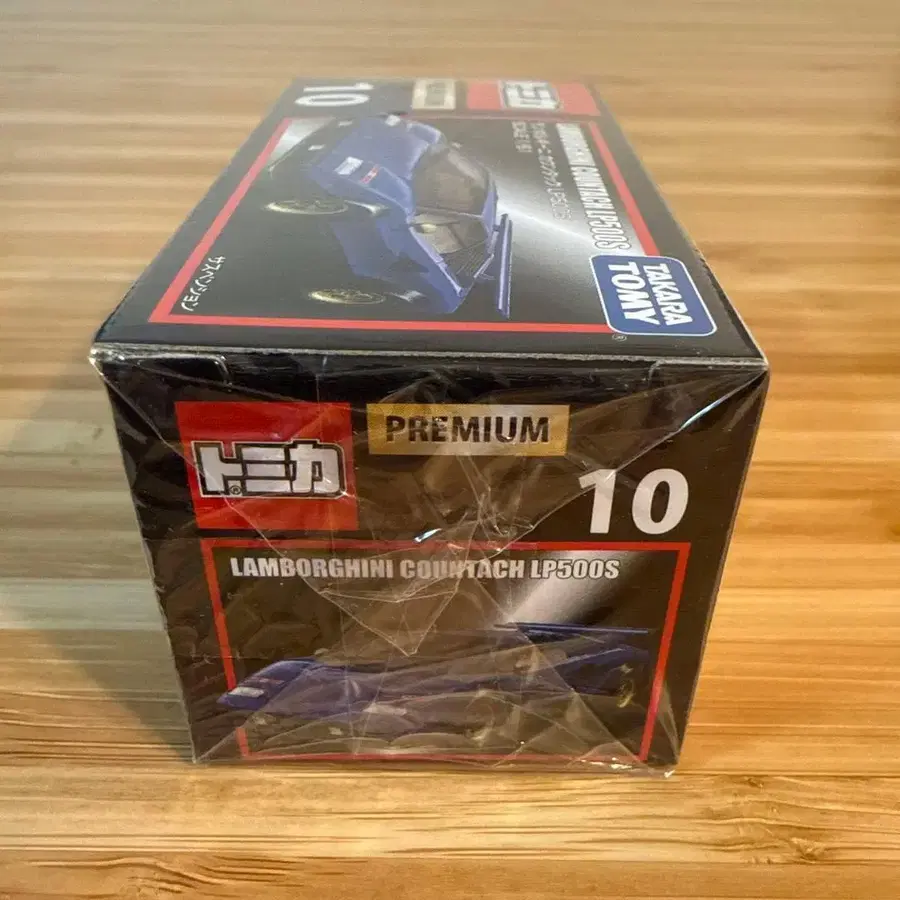 10
トミカ
LAMBORGHINI COUNTACH LP500S
TAKARA
TOMY
®
トミカ
®
PREMIUM
10
LAMBORGHINI COUNTACH LP500S